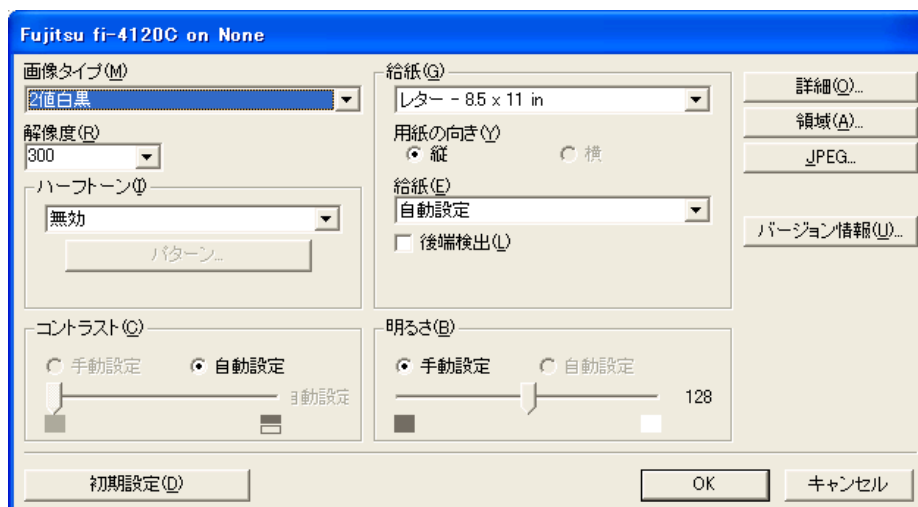 Fujitsu fi-4120C on None
画像タイプ(M)
2値白黒
解像度(R)
300
ハーフトーン(I)
無効
パターン...
給紙(G)
レター - 8.5 x 11 in
用紙の向き(Y)
縦 横
給紙(E)
自動設定
後端検出(L)
詳細(O)...
領域(A)...
JPEG...
バージョン情報(U)...
コントラスト(C)
手動設定 自動設定
自動設定
明るさ(B)
手動設定 自動設定
128
初期設定(D)
OK
キャンセル